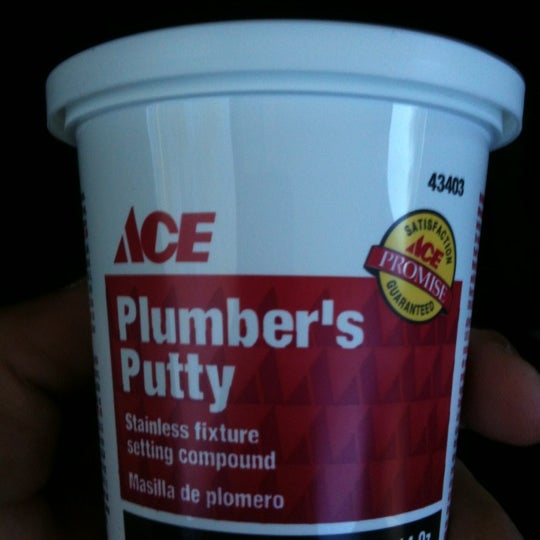 43403
ACE
SATISFACTION
ACE
PROMISE
GUARANTEED
Plumber's
Putty
Stainless fixture
setting compound
Masilla de plomero